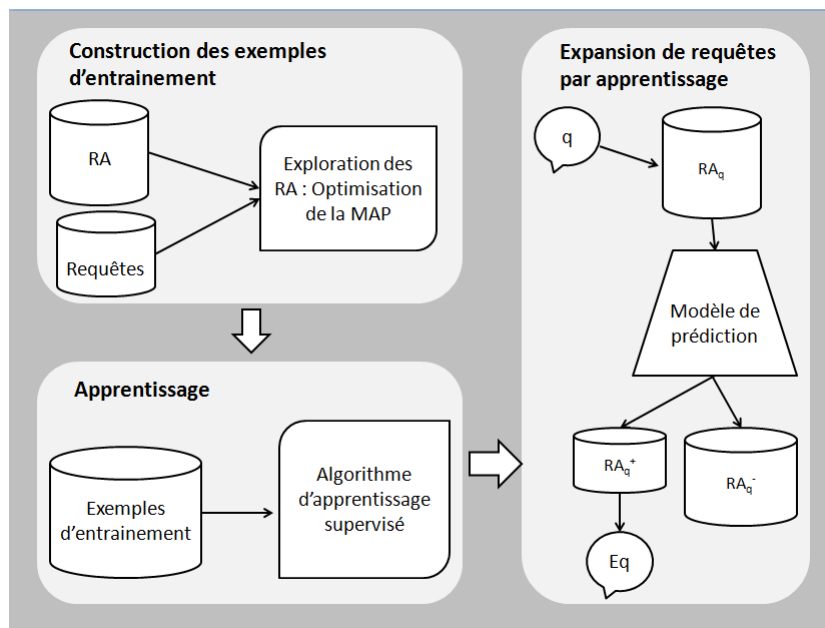 Construction des exemples
d'entrainement
RA
Requêtes
Exploration des
RA : Optimisation
de la MAP
Apprentissage
Exemples
d'entrainement
Algorithme
d'apprentissage
supervisé
Expansion de requêtes
par apprentissage
q
RAq
Modèle de
prédiction
RAq+
RAq-
Eq